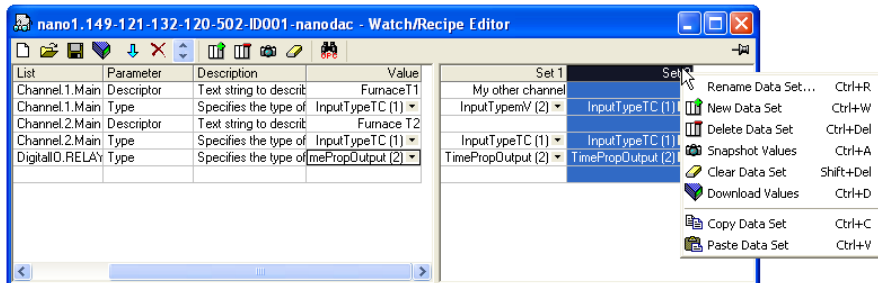 nano1.149-121-132-120-502-ID001-nanodac - Watch/Recipe Editor
OPC
List Parameter Description Value Set 1 Set
Channel.1.Main Descriptor Text string to describ FurnaceT1 My other channel
Channel.1.Main Type Specifies the type of InputTypeTC (1) InputTypemV (2) InputTypeTC (1)
Channel.2.Main Descriptor Text string to describ Furnace T2
Channel.2.Main Type Specifies the type of InputTypeTC (1) InputTypeTC (1) InputTypeTC (1)
DigitalIO.RELAY Type Specifies the type of mePropOutput (2) TimePropOutput (2) TimePropOutput (2)
Rename Data Set... Ctrl+R
New Data Set Ctrl+W
Delete Data Set Ctrl+Del
Snapshot Values Ctrl+A
Clear Data Set Shift+Del
Download Values Ctrl+D
Copy Data Set Ctrl+C
Paste Data Set Ctrl+V